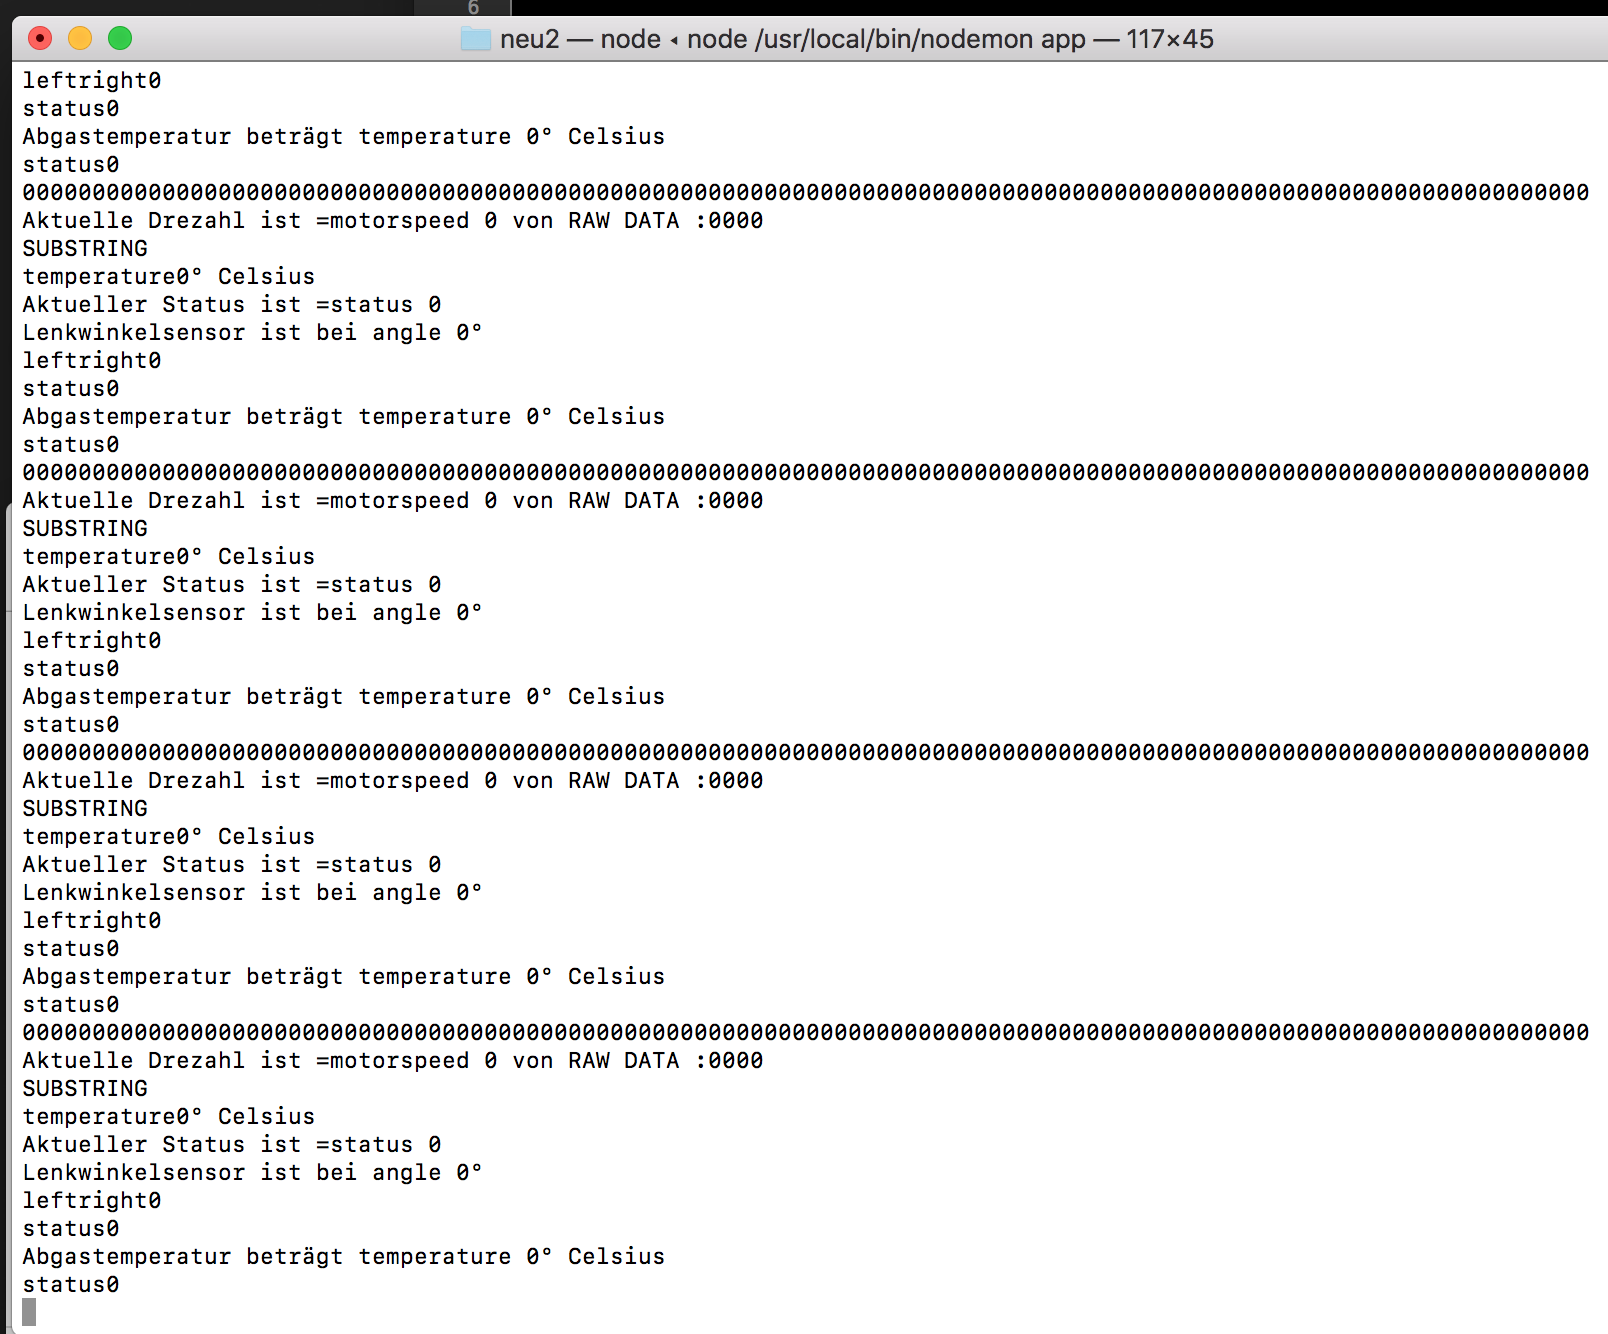 6
neu2 — node ◂ node /usr/local/bin/nodemon app — 117×45
leftright0
status0
Abgastemperatur beträgt temperature 0° Celsius
status0
0000000000000000000000000000000000000000000000000000000000000000000000000000000000000000000000000000000000000000
Aktuelle Drezahl ist =motorspeed 0 von RAW DATA :0000
SUBSTRING
temperature0° Celsius
Aktueller Status ist =status 0
Lenkwinkelsensor ist bei angle 0°
leftright0
status0
Abgastemperatur beträgt temperature 0° Celsius
status0
0000000000000000000000000000000000000000000000000000000000000000000000000000000000000000000000000000000000000000
Aktuelle Drezahl ist =motorspeed 0 von RAW DATA :0000
SUBSTRING
temperature0° Celsius
Aktueller Status ist =status 0
Lenkwinkelsensor ist bei angle 0°
leftright0
status0
Abgastemperatur beträgt temperature 0° Celsius
status0
0000000000000000000000000000000000000000000000000000000000000000000000000000000000000000000000000000000000000000
Aktuelle Drezahl ist =motorspeed 0 von RAW DATA :0000
SUBSTRING
temperature0° Celsius
Aktueller Status ist =status 0
Lenkwinkelsensor ist bei angle 0°
leftright0
status0
Abgastemperatur beträgt temperature 0° Celsius
status0
0000000000000000000000000000000000000000000000000000000000000000000000000000000000000000000000000000000000000000
Aktuelle Drezahl ist =motorspeed 0 von RAW DATA :0000
SUBSTRING
temperature0° Celsius
Aktueller Status ist =status 0
Lenkwinkelsensor ist bei angle 0°
leftright0
status0
Abgastemperatur beträgt temperature 0° Celsius
status0